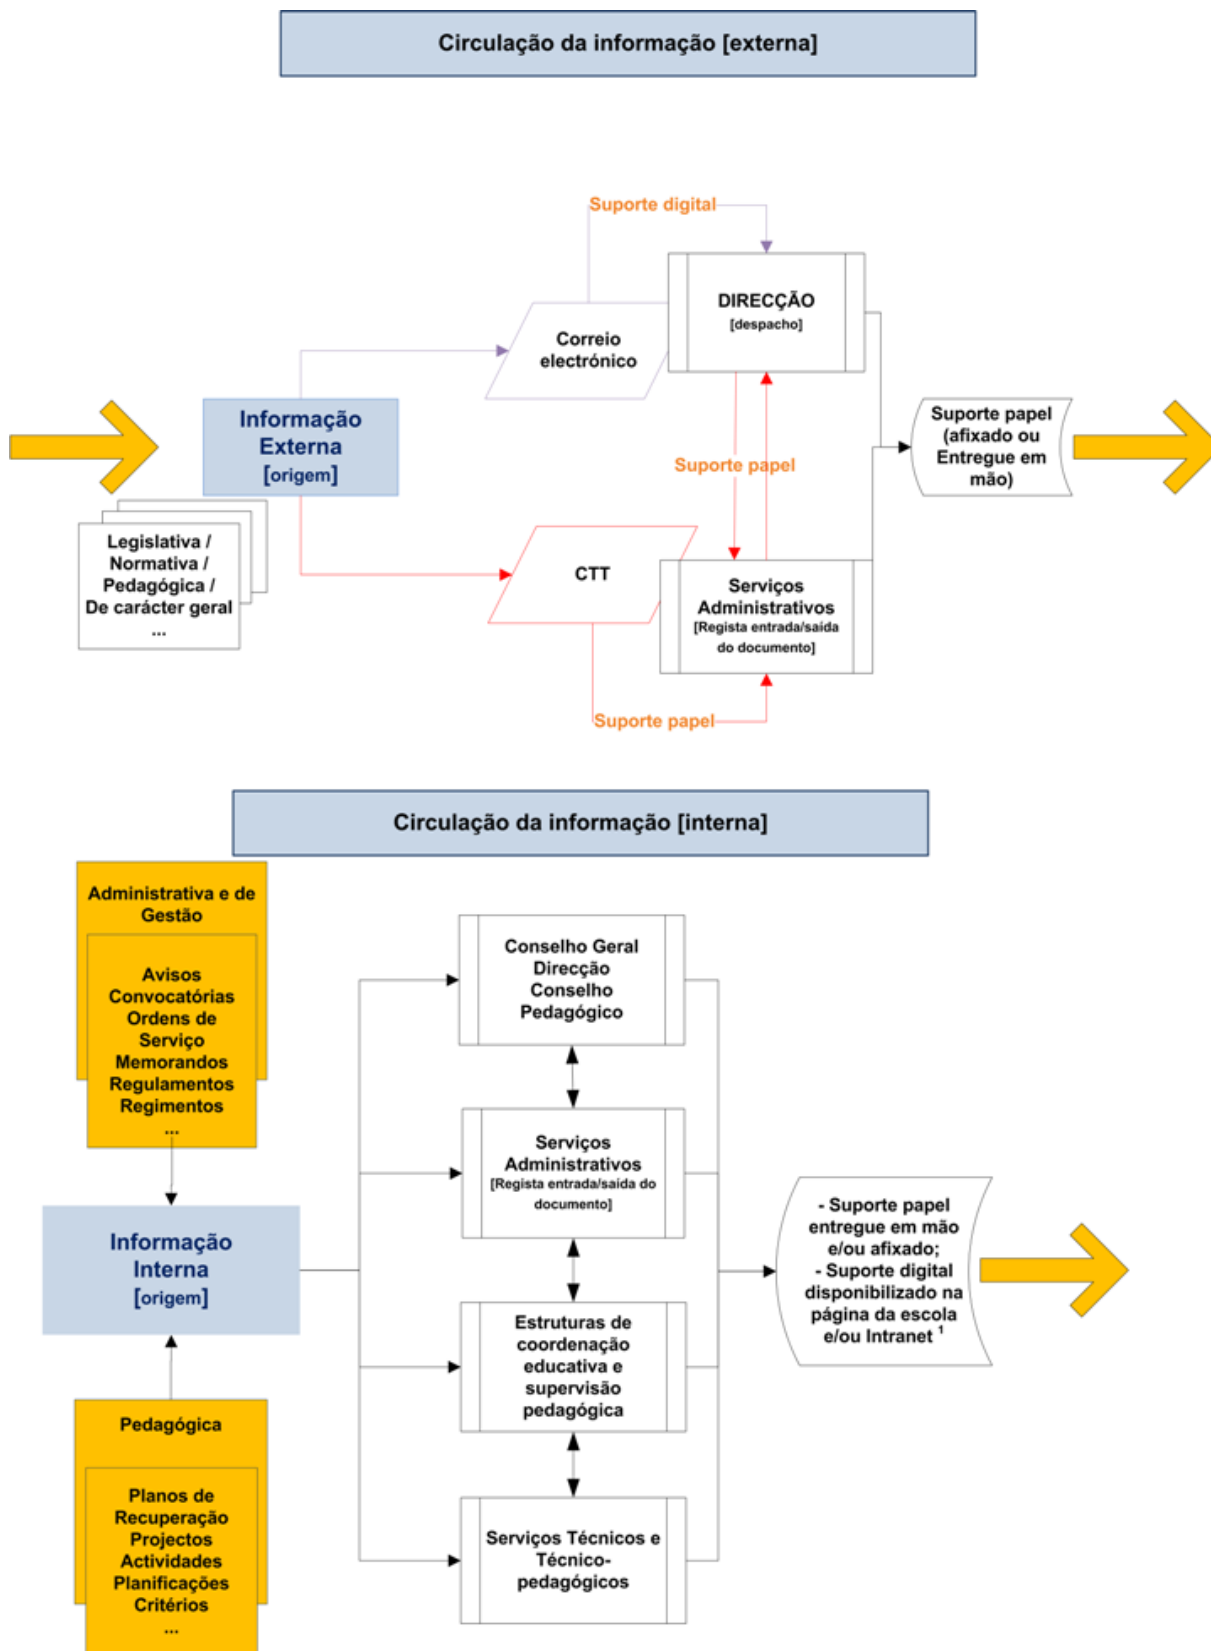 Circulação da informação [externa]
Suporte digital
DIRECÇÃO
[despacho]
Correio
electrónico
Informação
Externa
[origem]
Suporte papel
(afixado ou
Entregue em
mão)
Suporte papel
Legislativa /
Normativa /
Pedagógica /
De carácter geral
...
CTT
Serviços
Administrativos
[Regista entrada/saída
do documento]
Suporte papel
Circulação da informação [interna]
Administrativa e de
Gestão
Avisos
Convocatórias
Ordens de
Serviço
Memorandos
Regulamentos
Regimentos
...
Conselho Geral
Direcção
Conselho
Pedagógico
Serviços
Administrativos
[Regista entrada/saída do
documento]
Informação
Interna
[origem]
- Suporte papel
entregue em mão
e/ou afixado;
- Suporte digital
disponibilizado na
página da escola
e/ou Intranet ¹
Estruturas de
coordenação
educativa e
supervisão
pedagógica
Pedagógica
Planos de
Recuperação
Projectos
Actividades
Planificações
Critérios
...
Serviços Técnicos e
Técnico-
pedagógicos